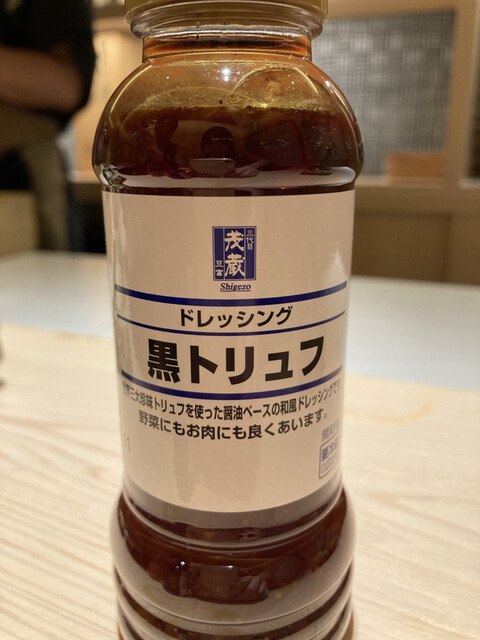 三代目
茂蔵
豆富
Shigezo
ドレッシング
黒トリュフ
世界三大珍味トリュフを使った醤油ベースの和風ドレッシングです。
野菜にもお肉にも良くあいます。